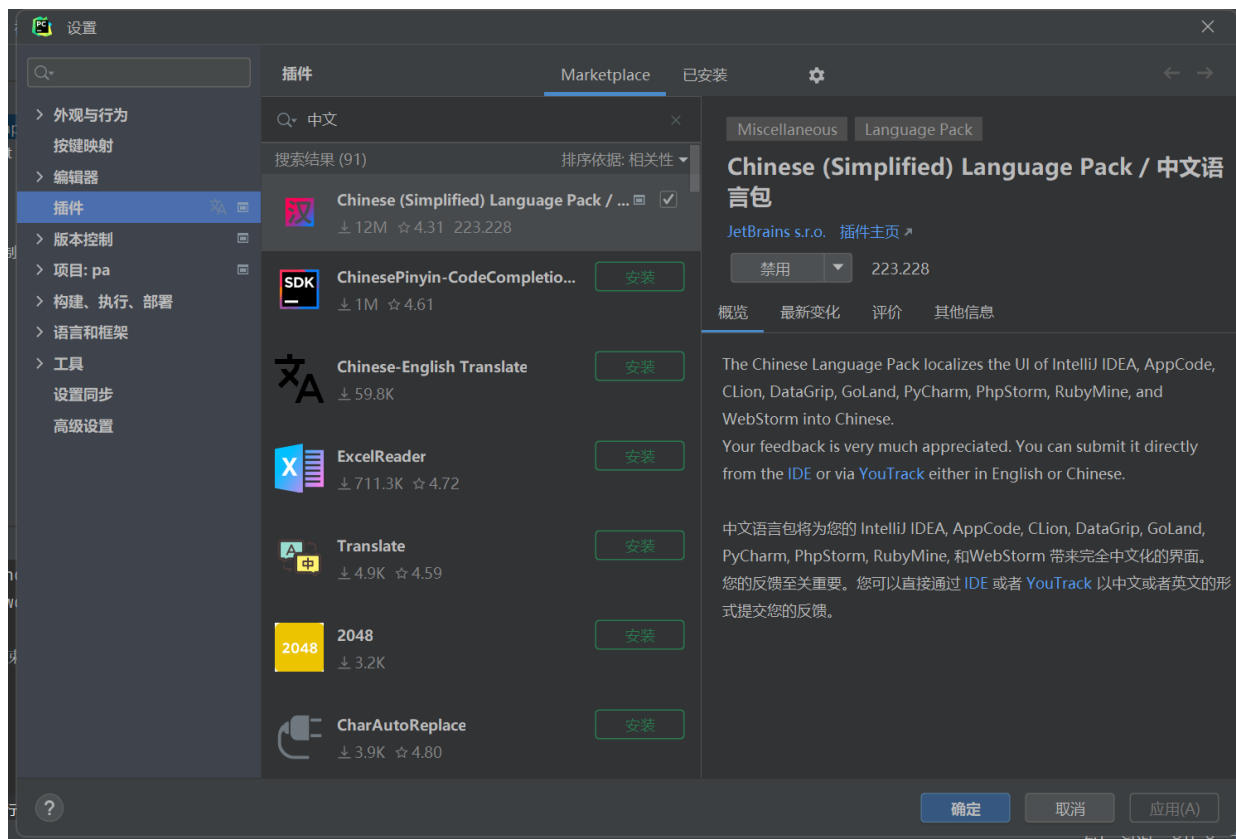 PC 设置
插件 Marketplace 已安装
外观与行为
按键映射
编辑器
插件
版本控制
项目: pa
构建、执行、部署
语言和框架
工具
设置同步
高级设置
中文
搜索结果 (91) 排序依据: 相关性
汉 Chinese (Simplified) Language Pack / ...
12M 4.31 223.228
SDK ChinesePinyin-CodeCompletio... 安装
1M 4.61
文A Chinese-English Translate 安装
59.8K
X ExcelReader 安装
711.3K 4.72
A 中 Translate 安装
4.9K 4.59
2048 2048 安装
3.2K
CharAutoReplace 安装
3.9K 4.80
Miscellaneous Language Pack
Chinese (Simplified) Language Pack / 中文语
言包
JetBrains s.r.o. 插件主页
禁用 223.228
概览 最新变化 评价 其他信息
The Chinese Language Pack localizes the UI of IntelliJ IDEA, AppCode,
CLion, DataGrip, GoLand, PyCharm, PhpStorm, RubyMine, and
WebStorm into Chinese.
Your feedback is very much appreciated. You can submit it directly
from the IDE or via YouTrack either in English or Chinese.
中文语言包将为您的 IntelliJ IDEA, AppCode, CLion, DataGrip, GoLand,
PyCharm, PhpStorm, RubyMine, 和WebStorm 带来完全中文化的界面。
您的反馈至关重要。您可以直接通过 IDE 或者 YouTrack 以中文或者英文的形
式提交您的反馈。
? 确定 取消 应用(A)